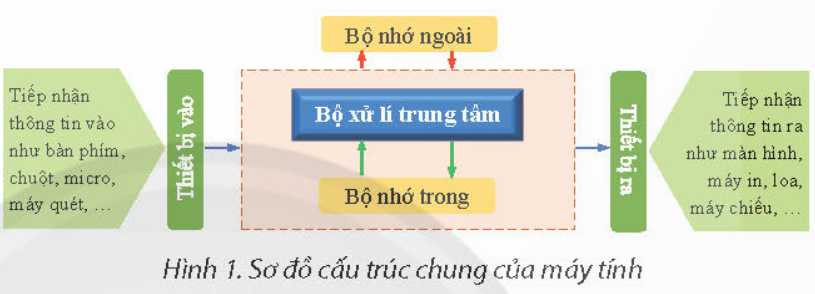 Bộ nhớ ngoài
Tiếp nhận
thông tin vào
như bàn phím,
chuột, micro,
máy quét, ...
Thiết bị vào
Bộ xử lí trung tâm
Bộ nhớ trong
Thiết bị ra
Tiếp nhận
thông tin ra
như màn hình,
máy in, loa,
máy chiếu, ...
Hình 1. Sơ đồ cấu trúc chung của máy tính